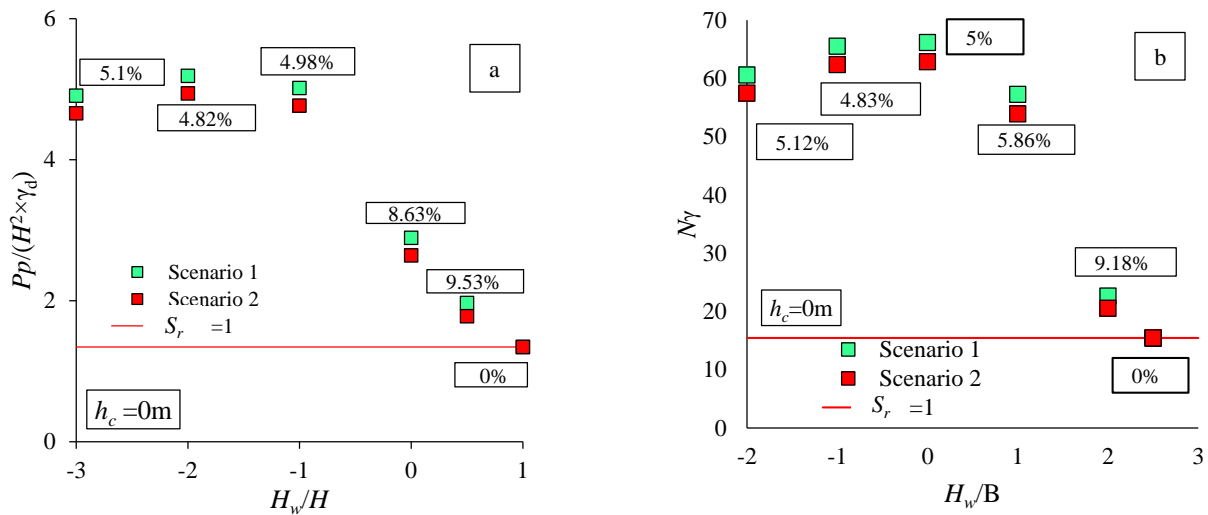 6
4
2
0
Pp/(H²×γd)
5.1%
4.82%
4.98%
8.63%
9.53%
0%
a
Scenario 1
Scenario 2
Sr =1
hc =0m
-3
-2
-1
0
1
Hw/H
70
60
50
40
30
20
10
0
Nγ
5%
4.83%
5.12%
5.86%
9.18%
0%
b
hc=0m
Scenario 1
Scenario 2
Sr =1
-2
-1
0
1
2
3
Hw/B